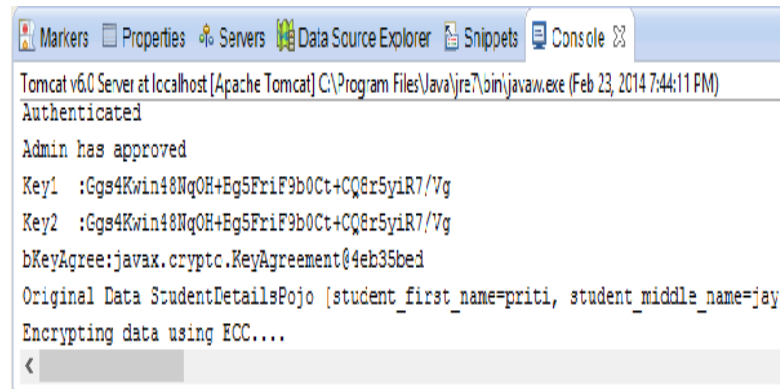 Markers Properties Servers Data Source Explorer Snippets Console
Tomcat v6.0 Server at localhost [Apache Tomcat] C:\Program Files\Java\jre7\bin\javaw.exe (Feb 23, 2014 7:44:11 PM)
Authenticated
Admin has approved
Key1 :Ggs4Kwin48NqOH+Eg5FriF9b0Ct+CQ8r5yiR7/Vg
Key2 :Ggs4Kwin48NqOH+Eg5FriF9b0Ct+CQ8r5yiR7/Vg
bKeyAgree:javax.crypto.KeyAgreement@4eb35bed
Original Data StudentDetailsPojo [student_first_name=priti, student_middle_name=jay
Encrypting data using ECC....